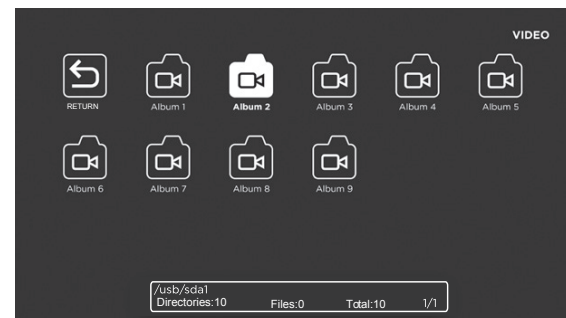 VIDEO
RETURN Album 1 Album 2 Album 3 Album 4 Album 5
Album 6 Album 7 Album 8 Album 9
/usb/sda1
Directories:10 Files:0 Total:10 1/1